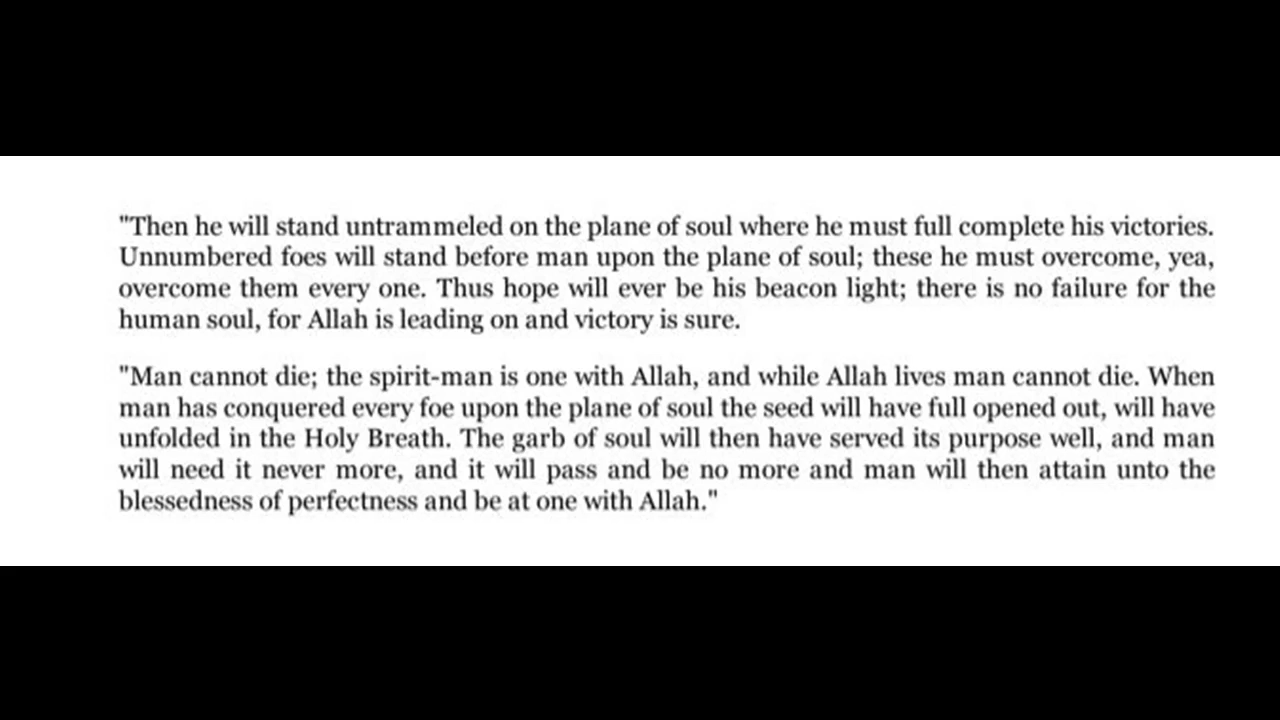 "Then he will stand untrammeled on the plane of soul where he must full complete his victories.
Unnumbered foes will stand before man upon the plane of soul; these he must overcome, yea,
overcome them every one. Thus hope will ever be his beacon light; there is no failure for the
human soul, for Allah is leading on and victory is sure.
"Man cannot die; the spirit-man is one with Allah, and while Allah lives man cannot die. When
man has conquered every foe upon the plane of soul the seed will have full opened out, will have
unfolded in the Holy Breath. The garb of soul will then have served its purpose well, and man
will need it never more, and it will pass and be no more and man will then attain unto the
blessedness of perfectness and be at one with Allah."